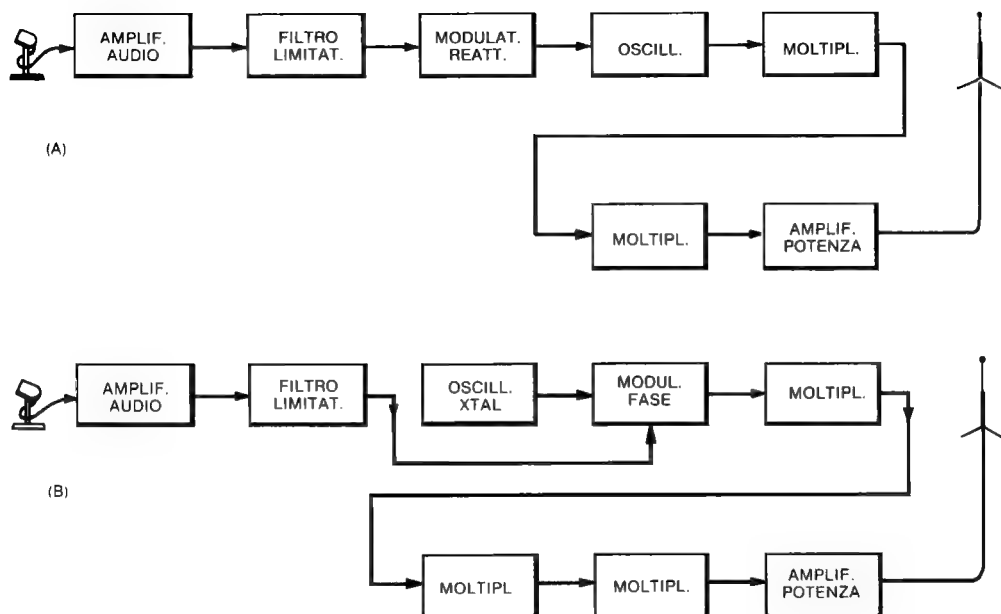 AMPLIF.
AUDIO
FILTRO
LIMITAT.
MODULAT.
REATT.
OSCILL.
MOLTIPL.
(A)
MOLTIPL.
AMPLIF.
POTENZA
AMPLIF.
AUDIO
FILTRO
LIMITAT.
OSCILL.
XTAL
MODUL.
FASE
MOLTIPL.
(B)
MOLTIPL
MOLTIPL.
AMPLIF.
POTENZA